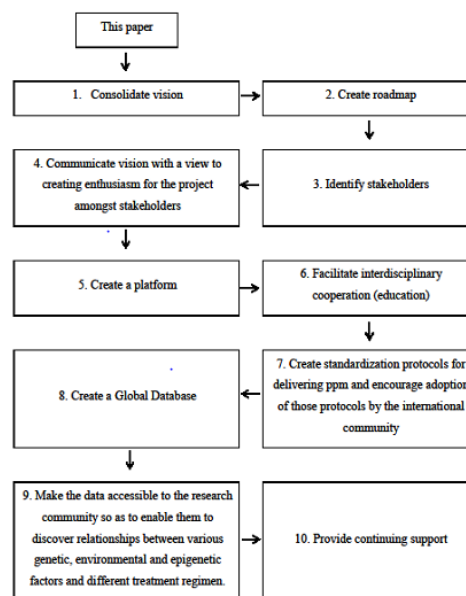 This paper
1. Consolidate vision
2. Create roadmap
3. Identify stakeholders
4. Communicate vision with a view to
creating enthusiasm for the project
amongst stakeholders
5. Create a platform
6. Facilitate interdisciplinary
cooperation (education)
7. Create standardization protocols for
delivering ppm and encourage adoption
of those protocols by the international
community
8. Create a Global Database
9. Make the data accessible to the research
community so as to enable them to
discover relationships between various
genetic, environmental and epigenetic
factors and different treatment regimen.
10. Provide continuing support